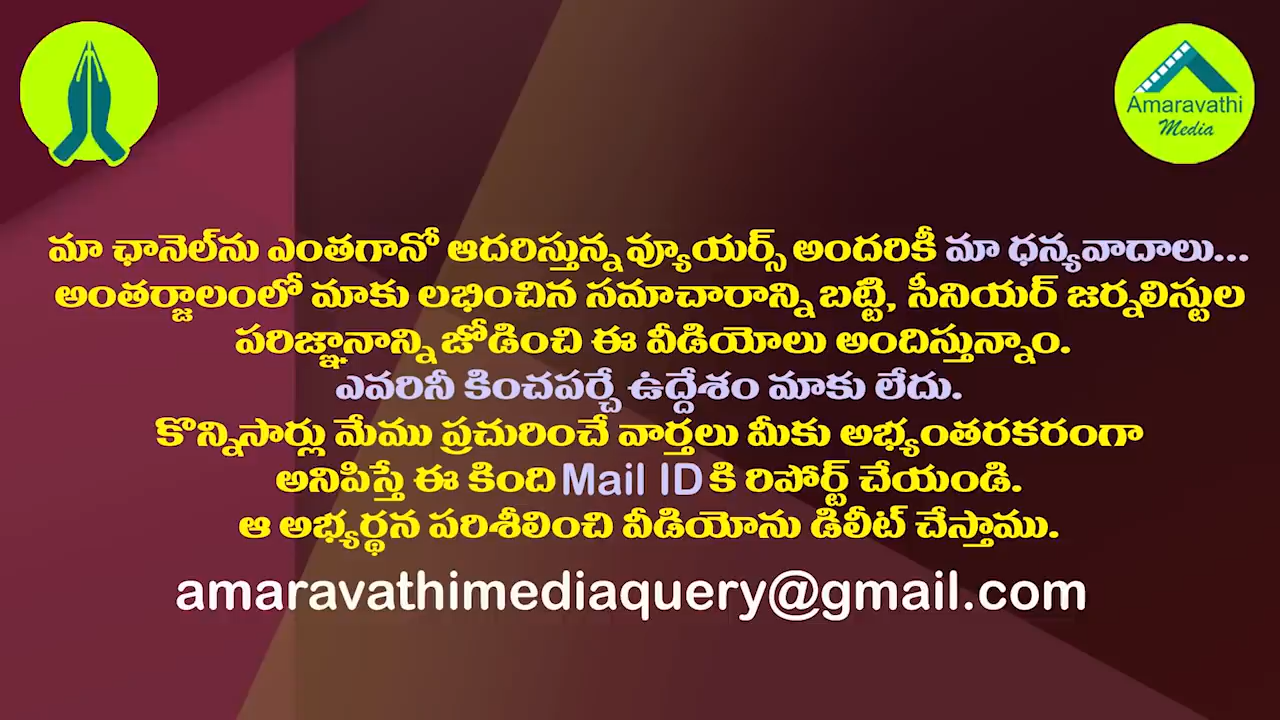 Amaravathi
Media
మా ఛానెల్‌ను ఎంతగానో ఆదరిస్తున్న వ్యూయర్స్ అందరికీ మా ధన్యవాదాలు...
అంతర్జాలంలో మాకు లభించిన సమాచారాన్ని బట్టి, సీనియర్ జర్నలిస్టుల
పరిజ్ఞానాన్ని జోడించి ఈ వీడియోలు అందిస్తున్నాం.
ఎవరినీ కించపర్చే ఉద్దేశం మాకు లేదు.
కొన్నిసార్లు మేము ప్రచురించే వార్తలు మీకు అభ్యంతరకరంగా
అనిపిస్తే ఈ కింది Mail ID కి రిపోర్ట్ చేయండి.
ఆ అభ్యర్థన పరిశీలించి వీడియోను డిలీట్ చేస్తాము.
amaravathimediaquery@gmail.com